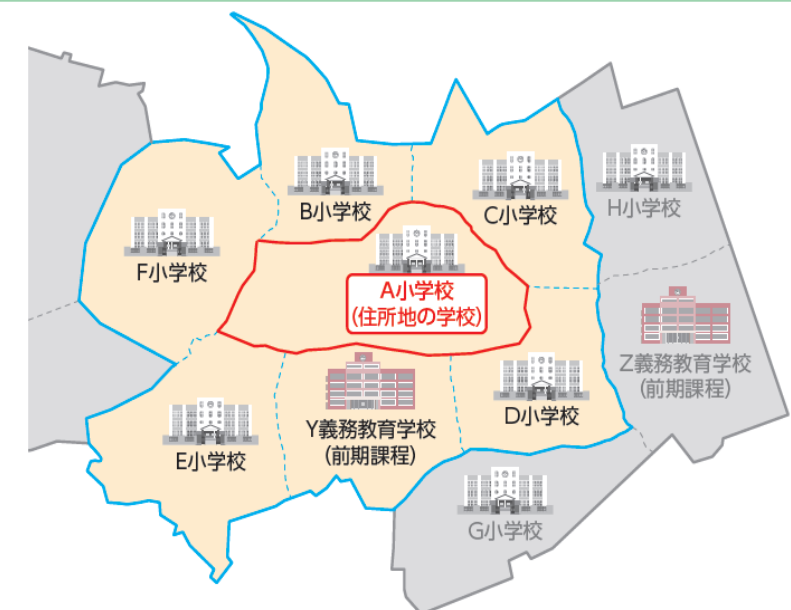 B小学校
C小学校
H小学校
F小学校
A小学校
(住所地の学校)
Z義務教育学校
(前期課程)
D小学校
Y義務教育学校
(前期課程)
E小学校
G小学校